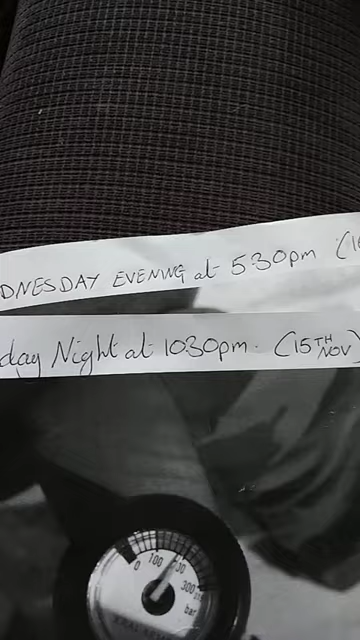 DNESDAY EVENING at 5:30pm (1
day Night at 10:30pm. (15TH NOV)
0 100 200 300
bar